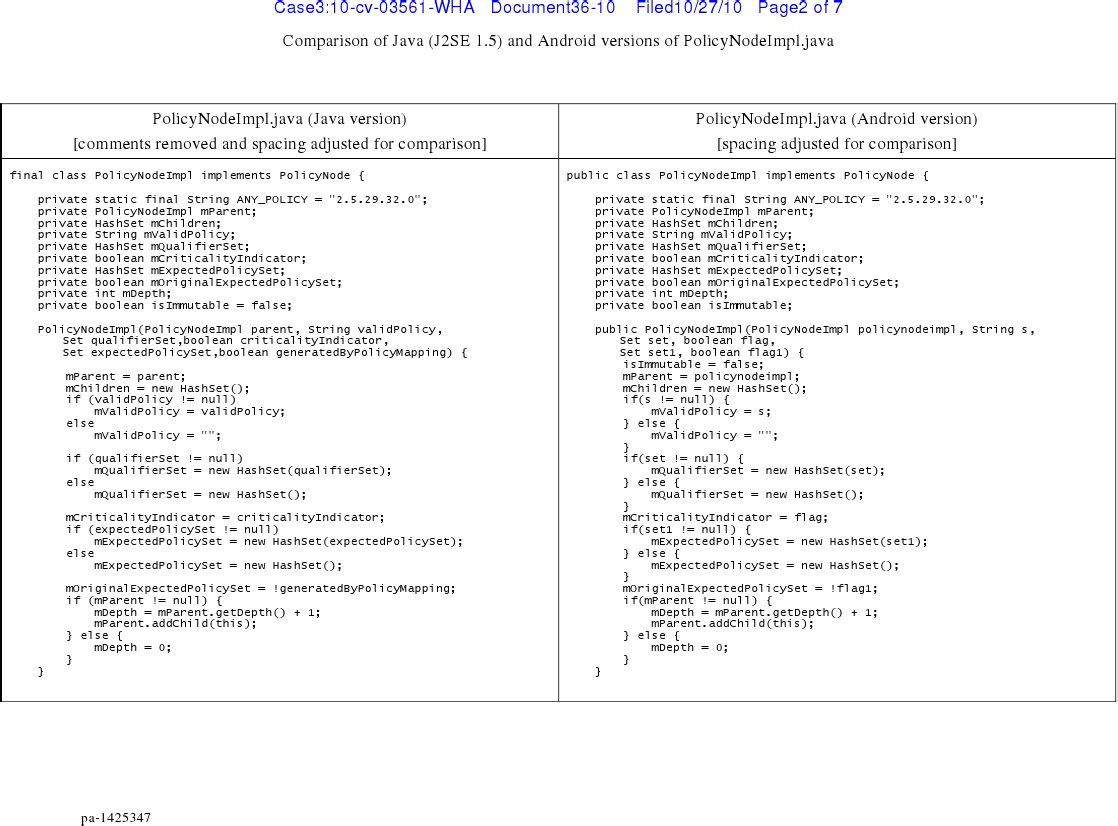 Case3:10-cv-03561-WHA Document36-10 Filed10/27/10 Page2 of 7
Comparison of Java (J2SE 1.5) and Android versions of PolicyNodeImpl.java
PolicyNodeImpl.java (Java version)
[comments removed and spacing adjusted for comparison]
final class PolicyNodeImpl implements PolicyNode {
private static final String ANY_POLICY = "2.5.29.32.0";
private PolicyNodeImpl mParent;
private HashSet mChildren;
private String mValidPolicy;
private HashSet mQualifierSet;
private boolean mCriticalityIndicator;
private HashSet mExpectedPolicySet;
private boolean mOriginalExpectedPolicySet;
private int mDepth;
private boolean isImmutable = false;
PolicyNodeImpl(PolicyNodeImpl parent, String validPolicy,
Set qualifierSet,boolean criticalityIndicator,
Set expectedPolicySet,boolean generatedByPolicyMapping) {
mParent = parent;
mChildren = new HashSet();
if (validPolicy != null)
mValidPolicy = validPolicy;
else
mValidPolicy = "";
if (qualifierSet != null)
mQualifierSet = new HashSet(qualifierSet);
else
mQualifierSet = new HashSet();
mCriticalityIndicator = criticalityIndicator;
if (expectedPolicySet != null)
mExpectedPolicySet = new HashSet(expectedPolicySet);
else
mExpectedPolicySet = new HashSet();
mOriginalExpectedPolicySet = !generatedByPolicyMapping;
if (mParent != null) {
mDepth = mParent.getDepth() + 1;
mParent.addChild(this);
} else {
mDepth = 0;
}
}
PolicyNodeImpl.java (Android version)
[spacing adjusted for comparison]
public class PolicyNodeImpl implements PolicyNode {
private static final String ANY_POLICY = "2.5.29.32.0";
private PolicyNodeImpl mParent;
private HashSet mChildren;
private String mValidPolicy;
private HashSet mQualifierSet;
private boolean mCriticalityIndicator;
private HashSet mExpectedPolicySet;
private boolean mOriginalExpectedPolicySet;
private int mDepth;
private boolean isImmutable;
public PolicyNodeImpl(PolicyNodeImpl policynodeimpl, String s,
Set set, boolean flag,
Set set1, boolean flag1) {
isImmutable = false;
mParent = policynodeimpl;
mChildren = new HashSet();
if(s != null) {
mValidPolicy = s;
} else {
mValidPolicy = "";
}
if(set != null) {
mQualifierSet = new HashSet(set);
} else {
mQualifierSet = new HashSet();
}
mCriticalityIndicator = flag;
if(set1 != null) {
mExpectedPolicySet = new HashSet(set1);
} else {
mExpectedPolicySet = new HashSet();
}
mOriginalExpectedPolicySet = !flag1;
if(mParent != null) {
mDepth = mParent.getDepth() + 1;
mParent.addChild(this);
} else {
mDepth = 0;
}
}
pa-1425347